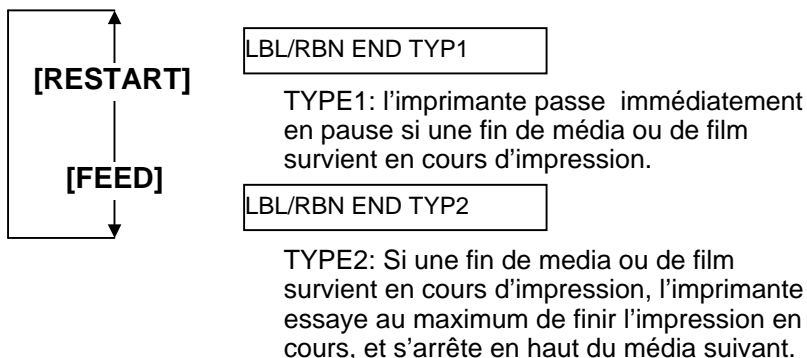 LBL/RBN END TYP1
[RESTART]
TYPE1: l'imprimante passe immédiatement
en pause si une fin de média ou de film
survient en cours d'impression.
[FEED]
LBL/RBN END TYP2
TYPE2: Si une fin de media ou de film
survient en cours d'impression, l'imprimante
essaye au maximum de finir l'impression en
cours, et s'arrête en haut du média suivant.